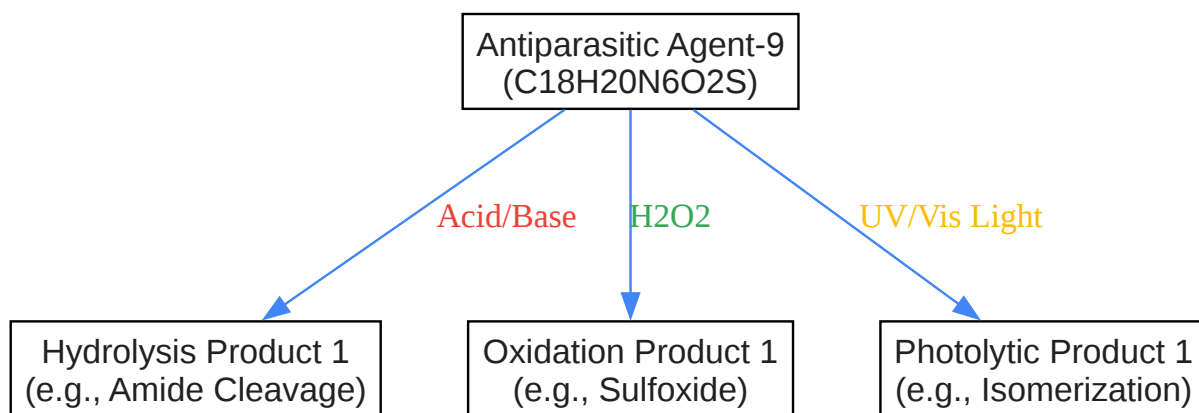 Antiparasitic Agent-9
(C18H20N6O2S)
Acid/Base
H2O2
UV/Vis Light
Hydrolysis Product 1
(e.g., Amide Cleavage)
Oxidation Product 1
(e.g., Sulfoxide)
Photolytic Product 1
(e.g., Isomerization)